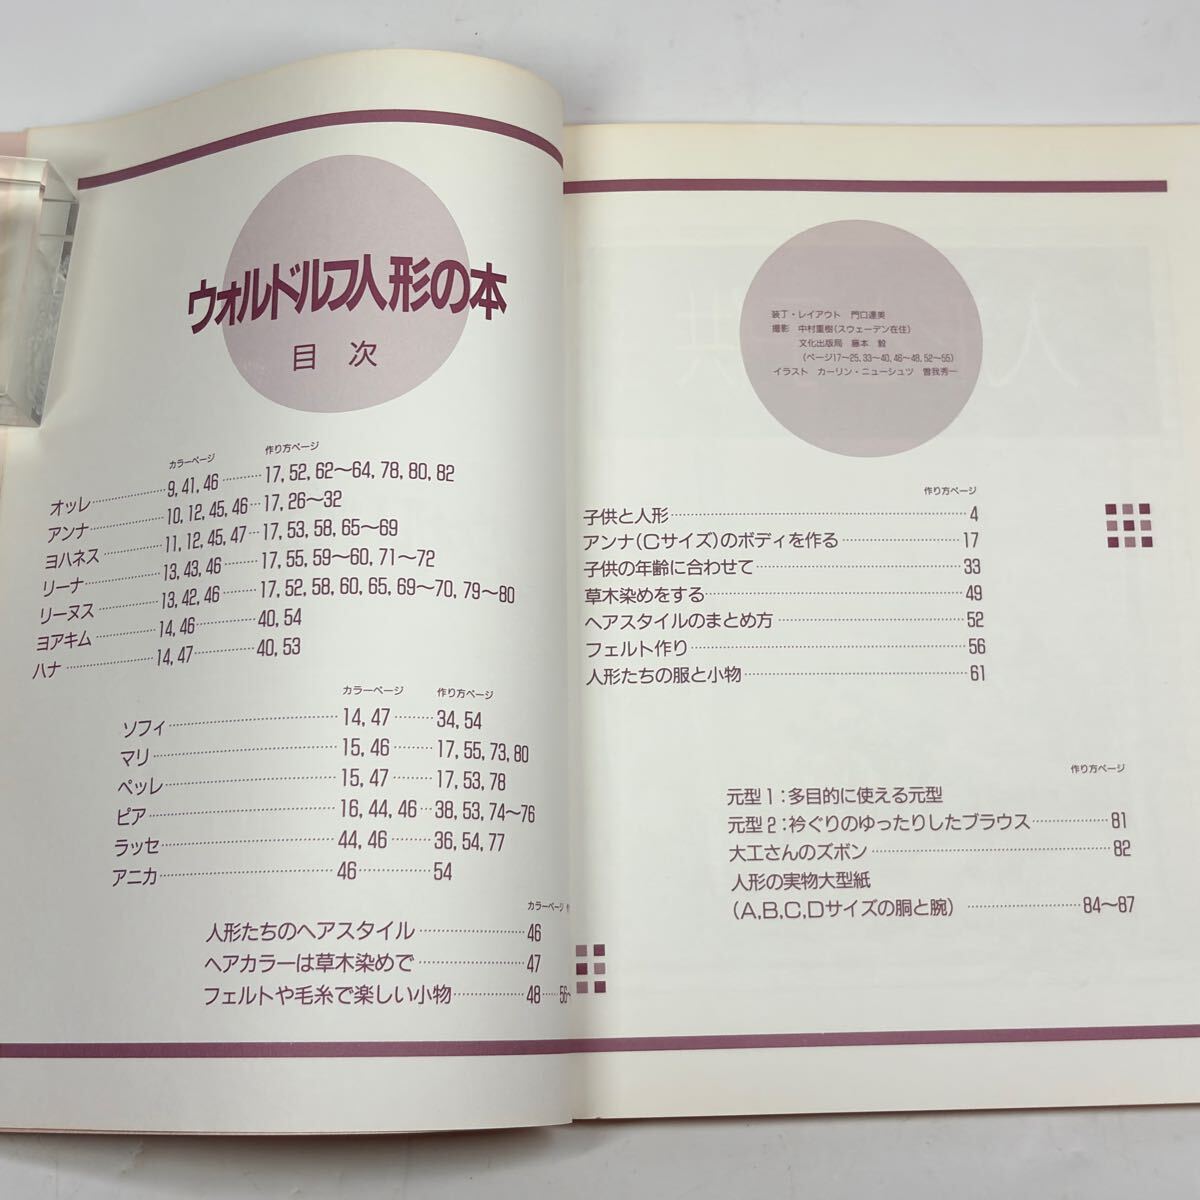 ウォルドルフ人形の本
目 次
カラーページ 作り方ページ
オッレ 9, 41, 46 17, 52, 62〜64, 78, 80, 82
アンナ 10, 12, 45, 46 17, 26〜32
ヨハネス 11, 12, 45, 47 17, 53, 58, 65〜69
リーナ 13, 43, 46 17, 55, 59〜60, 71〜72
リーヌス 13, 42, 46 17, 52, 58, 60, 65, 69〜70, 79〜80
ヨアキム 14, 46 40, 54
ハナ 14, 47 40, 53
カラーページ 作り方ページ
ソフィ 14, 47 34, 54
マリ 15, 46 17, 55, 73, 80
ペッレ 15, 47 17, 53, 78
ピア 16, 44, 46 38, 53, 74〜76
ラッセ 44, 46 36, 54, 77
アニカ 46 54
カラーページ
人形たちのヘアスタイル 46
ヘアカラーは草木染めで 47
フェルトや毛糸で楽しい小物 48 56〜
装丁・レイアウト 門口達美
撮影 中村重樹(スウェーデン在住)
文化出版局 藤本 毅
(ページ17〜25, 33〜40, 46〜48, 52〜55)
イラスト カーリン・ニューシュツ 曽我秀一
作り方ページ
子供と人形 4
アンナ(Cサイズ)のボディを作る 17
子供の年齢に合わせて 33
草木染めをする 49
ヘアスタイルのまとめ方 52
フェルト作り 56
人形たちの服と小物 61
作り方ページ
元型1:多目的に使える元型
元型2:衿ぐりのゆったりしたブラウス 81
大工さんのズボン 82
人形の実物大型紙
(A,B,C,Dサイズの胴と腕) 84〜87